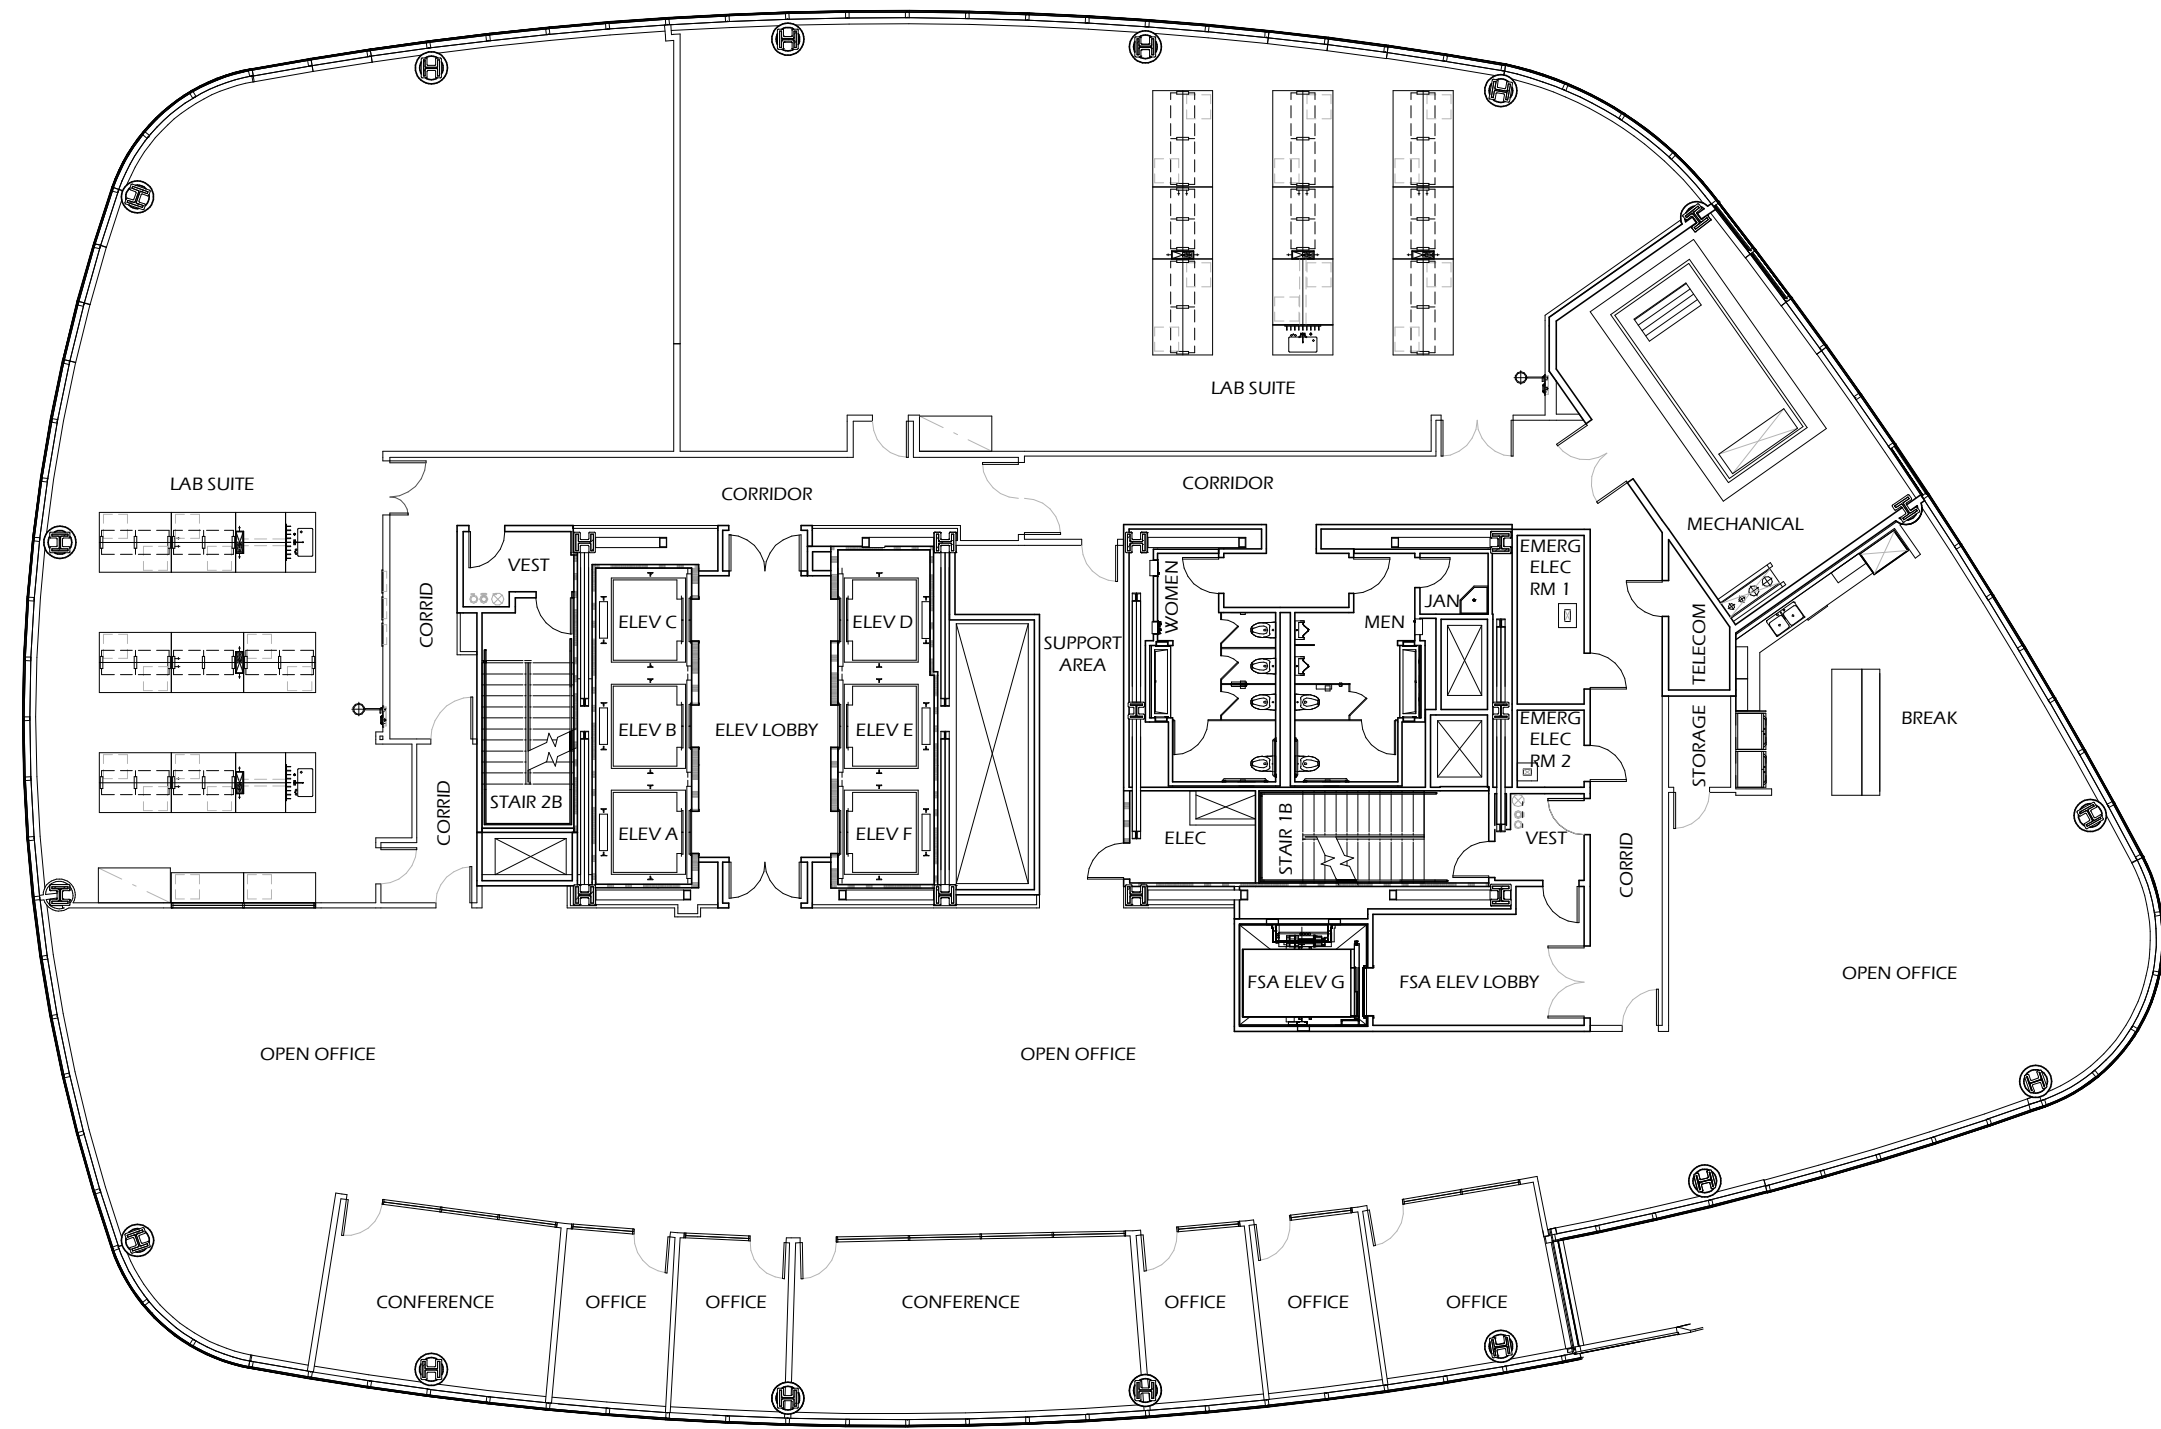 LAB SUITE
LAB SUITE
CORRIDOR
CORRIDOR
MECHANICAL
VEST
CORRID
ELEV C
ELEV D
SUPPORT
AREA
WOMEN
MEN
JAN
EMERG
ELEC
RM 1
TELECOM
ELEV B
ELEV LOBBY
ELEV E
EMERG
ELEC
RM 2
STORAGE
BREAK
STAIR 2B
CORRID
ELEV A
ELEV F
ELEC
STAIR 1B
VEST
CORRID
FSA ELEV G
FSA ELEV LOBBY
OPEN OFFICE
OPEN OFFICE
OPEN OFFICE
CONFERENCE
OFFICE
OFFICE
CONFERENCE
OFFICE
OFFICE
OFFICE